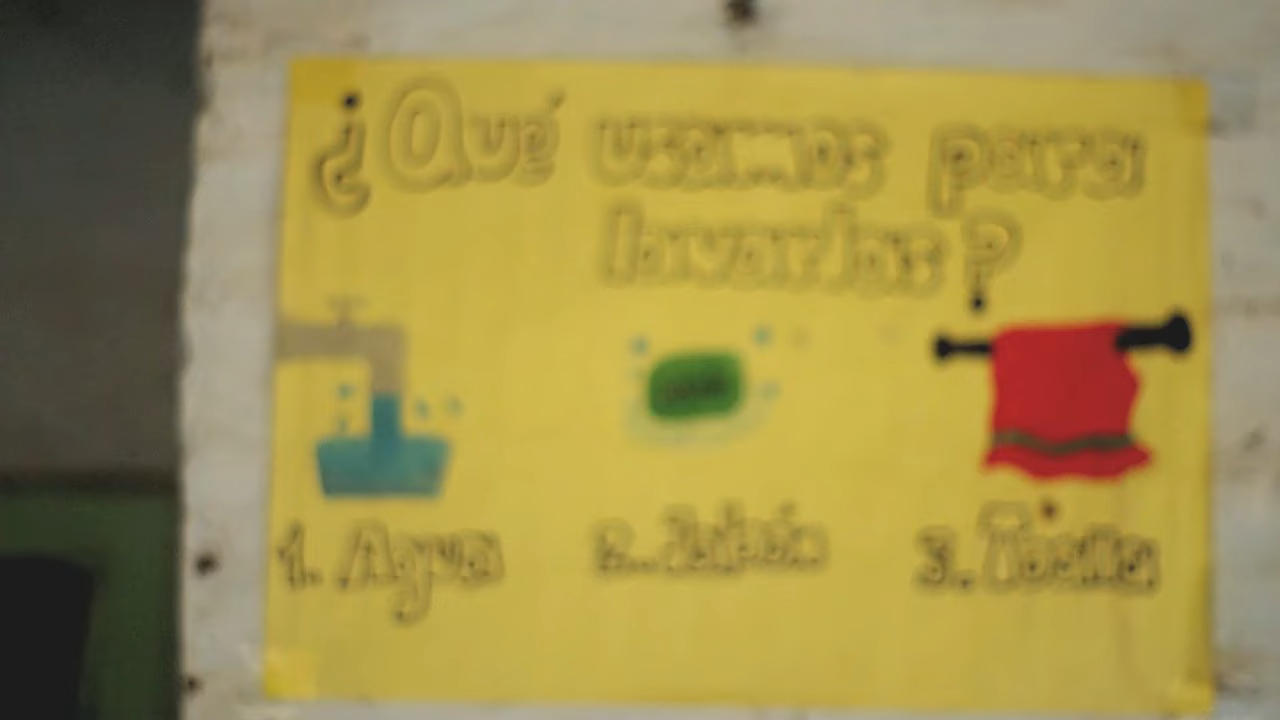 ¿Qué usamos para
lavarlas?
1. Agua
2. Jabón
3. Toalla